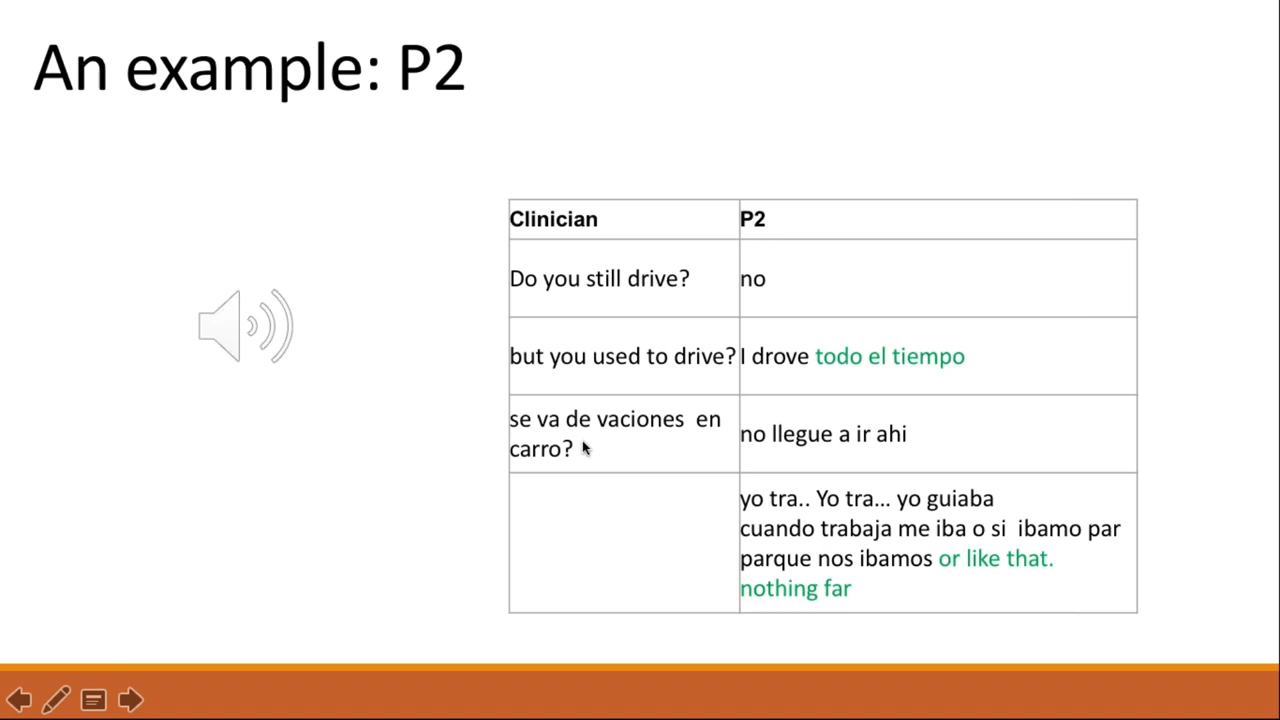 An example: P2
Clinician
P2
Do you still drive?
no
but you used to drive?
I drove todo el tiempo
se va de vaciones  en
carro?
no llegue a ir ahi
yo tra.. Yo tra... yo guiaba
cuando trabaja me iba o si  ibamo par
parque nos ibamos or like that.
nothing far